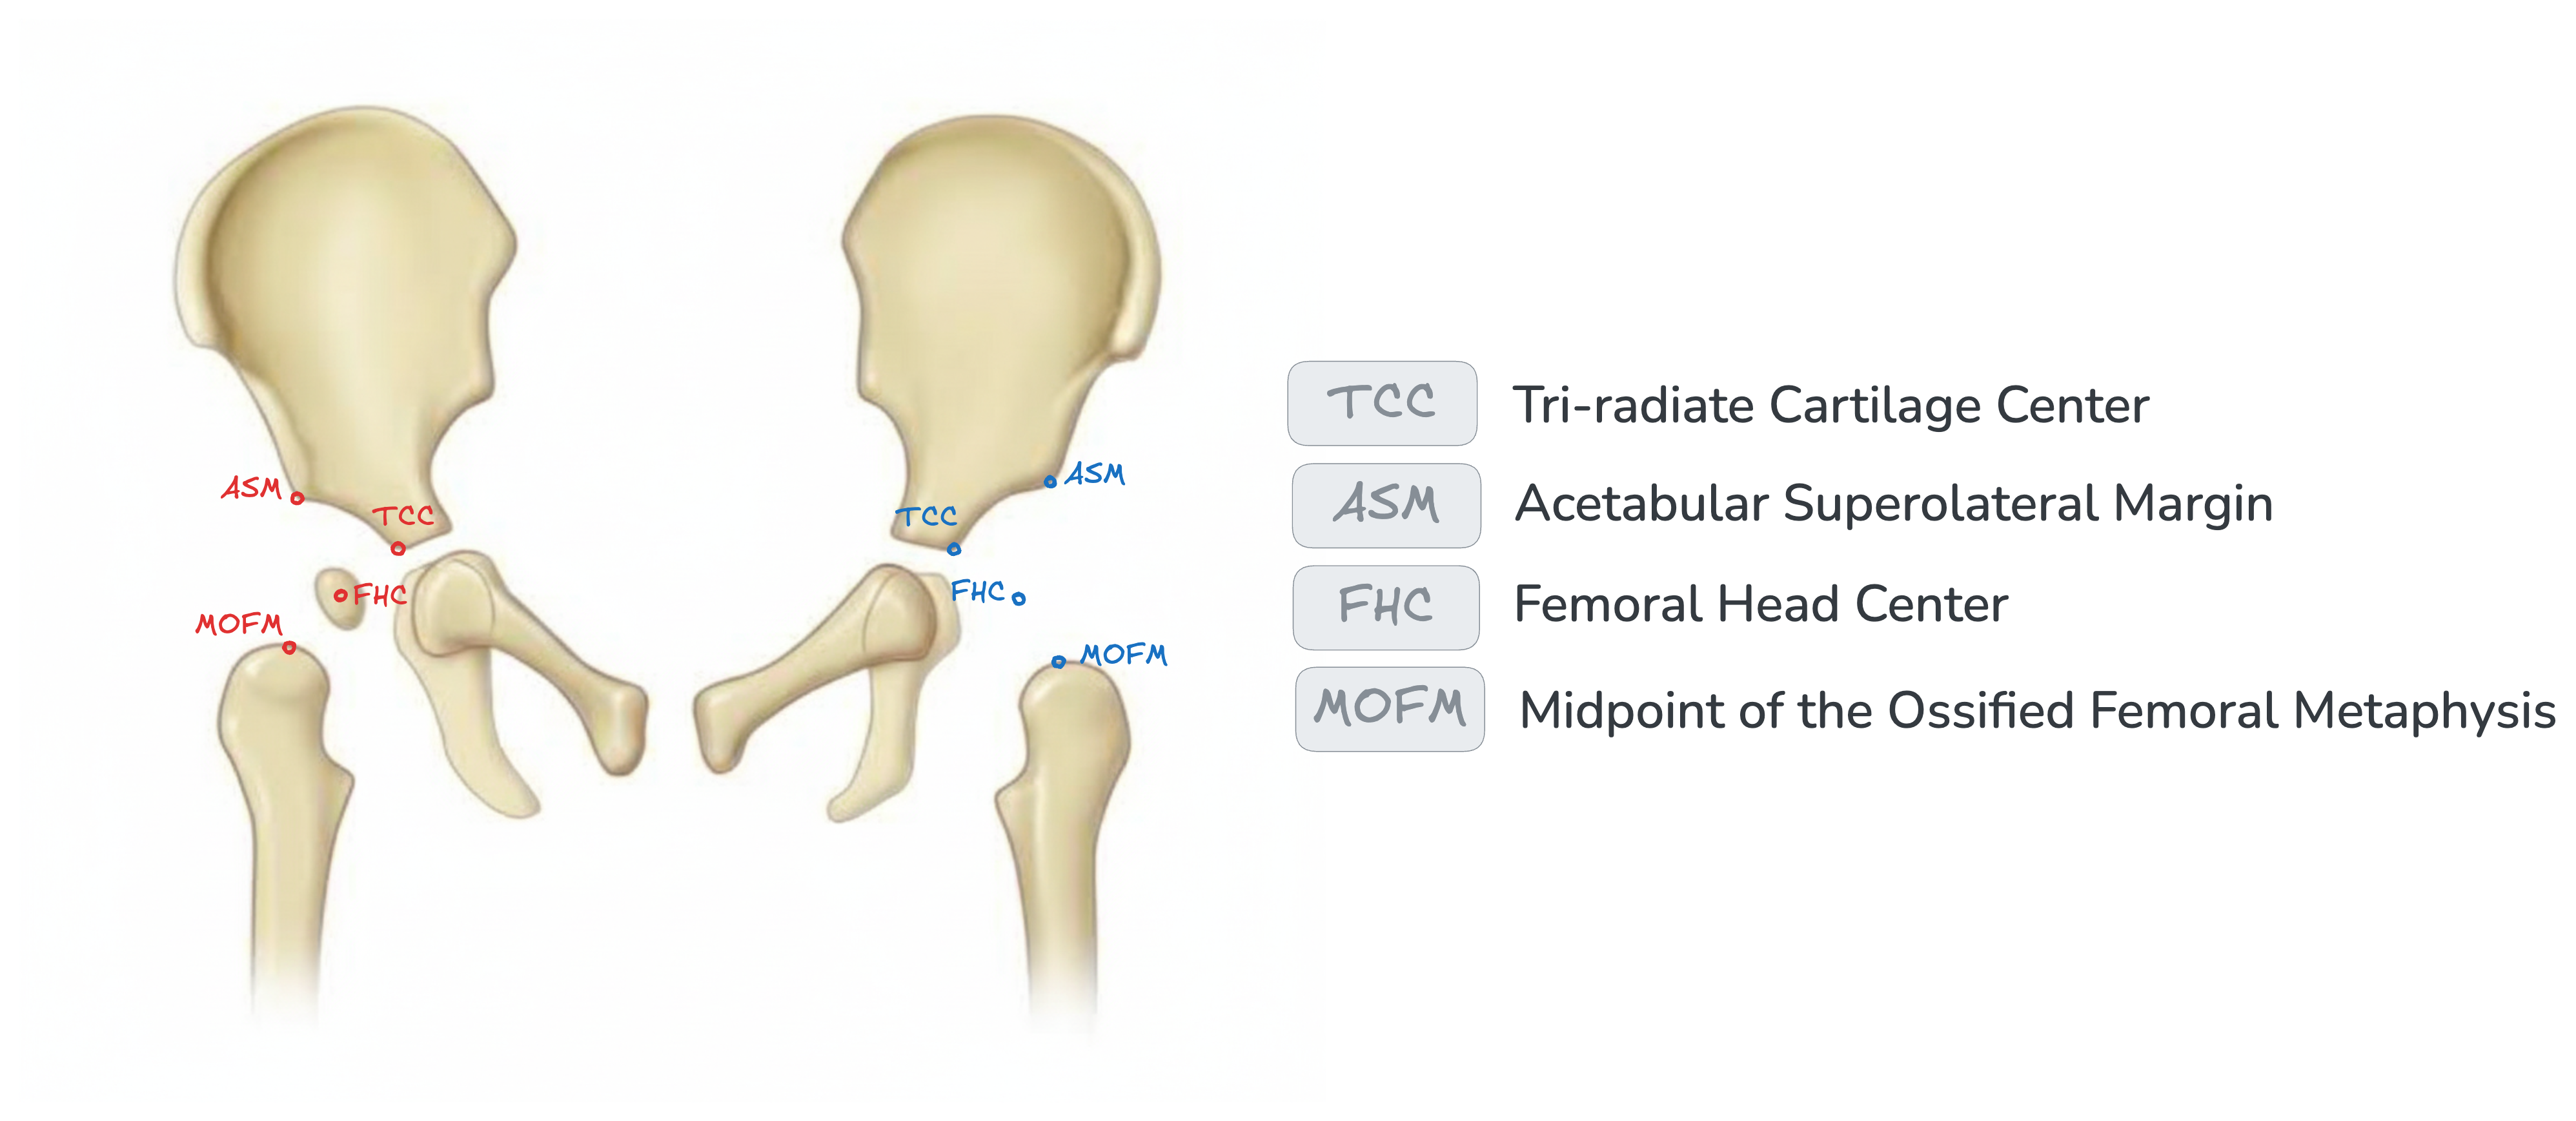 ASM
TCC
FHC
MOFM
ASM
TCC
FHC
MOFM
TCC Tri-radiate Cartilage Center
ASM Acetabular Superolateral Margin
FHC Femoral Head Center
MOFM Midpoint of the Ossified Femoral Metaphysis